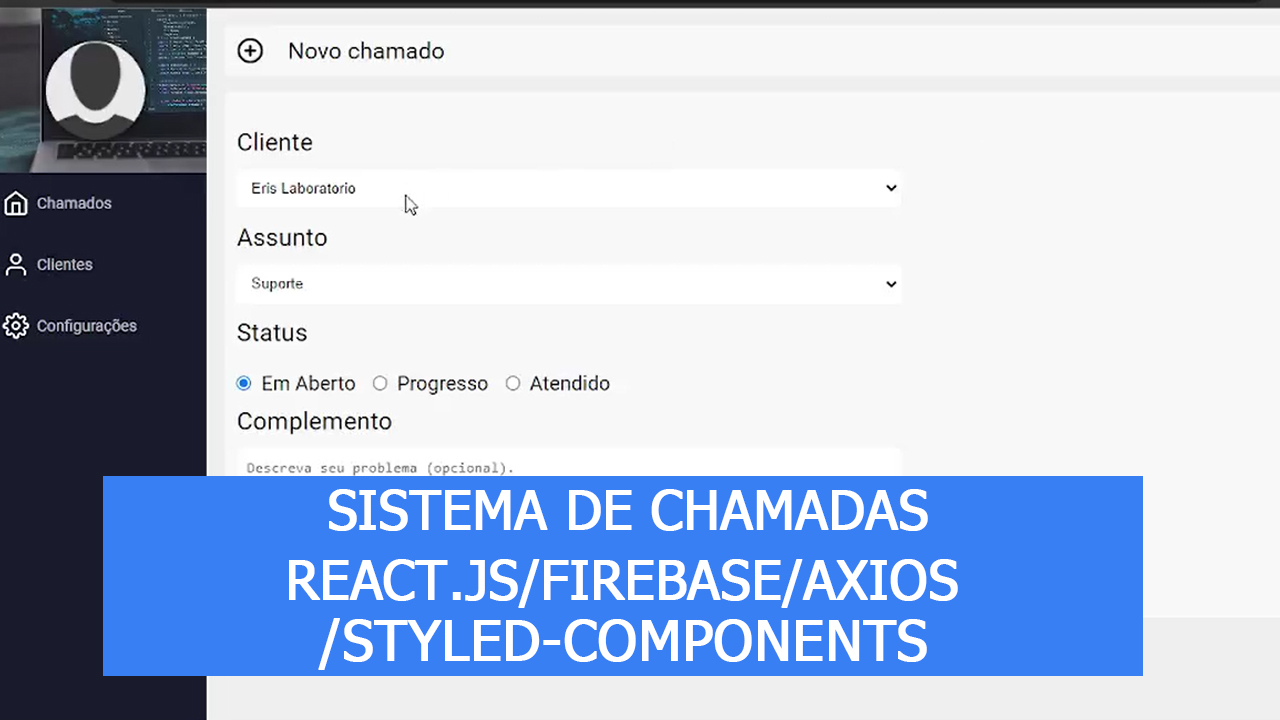 Novo chamado
Chamados
Clientes
Configurações
Cliente
Eris Laboratorio
Assunto
Suporte
Status
Em Aberto Progresso Atendido
Complemento
Descreva seu problema (opcional).
SISTEMA DE CHAMADAS
REACT.JS/FIREBASE/AXIOS
/STYLED-COMPONENTS